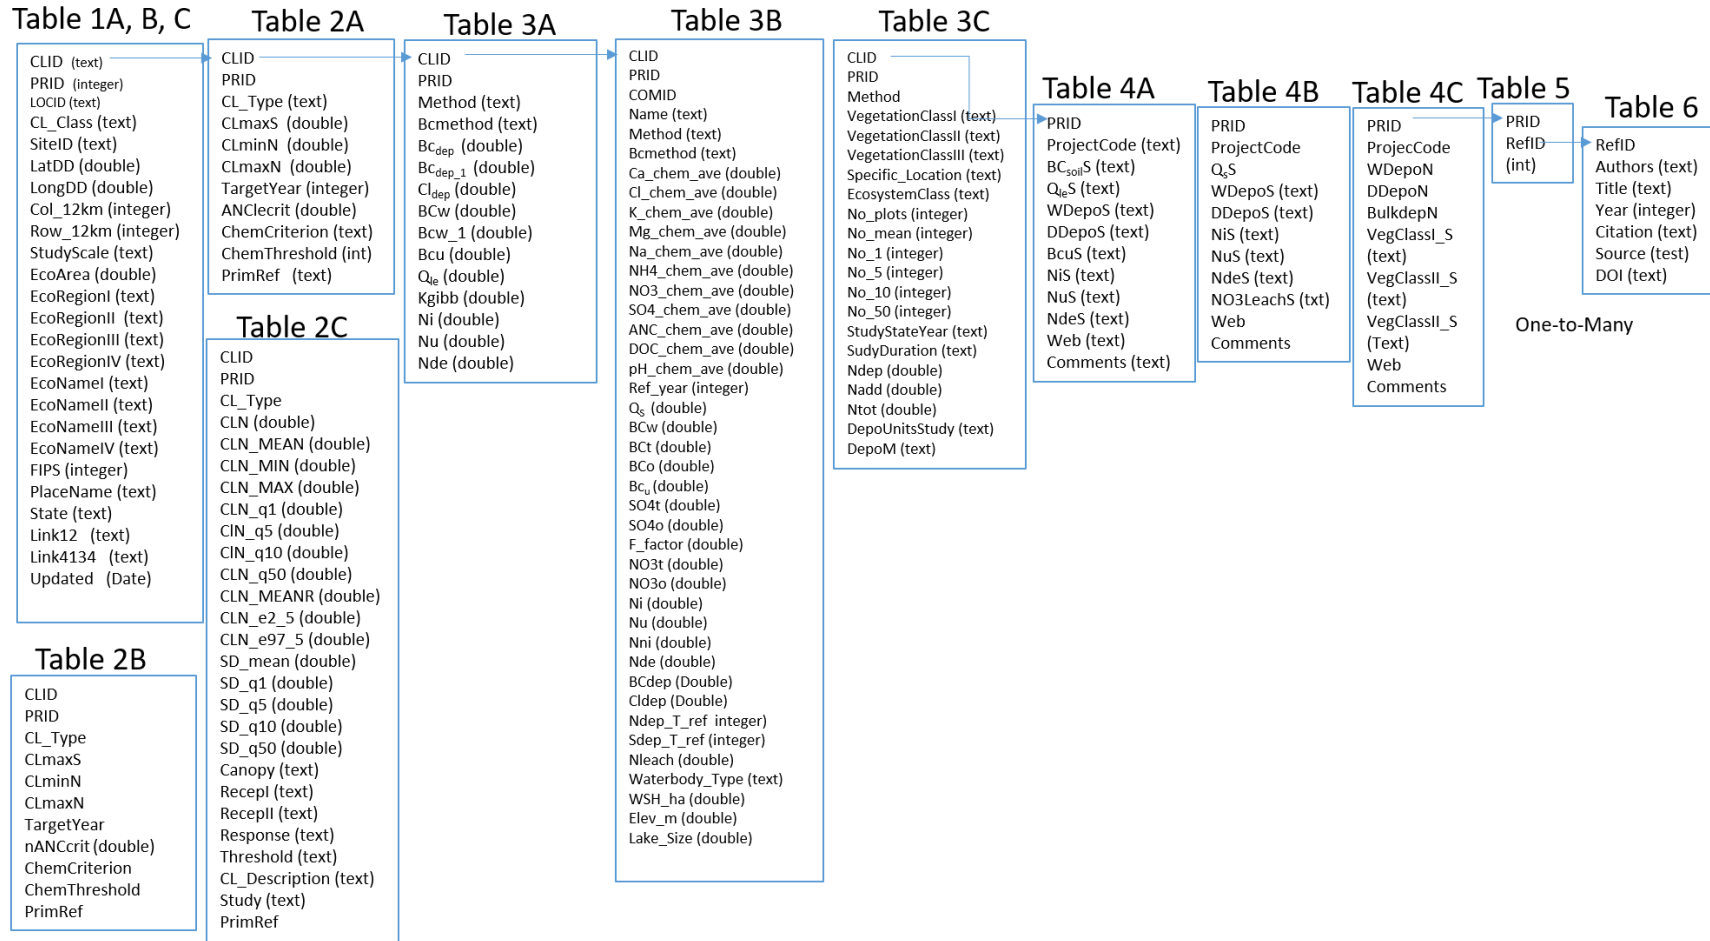 Table 1A, B, C
CLID (text)
PRID (integer)
LOCID (text)
CL_Class (text)
SiteID (text)
LatDD (double)
LongDD (double)
Col_12km (integer)
Row_12km (integer)
StudyScale (text)
EcoArea (double)
EcoRegionI (text)
EcoRegionII (text)
EcoRegionIII (text)
EcoRegionIV (text)
EcoNameI (text)
EcoNameII (text)
EcoNameIII (text)
EcoNameIV (text)
FIPS (integer)
PlaceName (text)
State (text)
Link12 (text)
Link4134 (text)
Updated (Date)
Table 2B
CLID
PRID
CL_Type
CLmaxS
CLminN
CLmaxN
TargetYear
nANCcrit (double)
ChemCriterion
ChemThreshold
PrimRef
Table 2A
CLID
PRID
CL_Type (text)
CLmaxS (double)
CLminN (double)
CLmaxN (double)
TargetYear (integer)
ANClecrit (double)
ChemCriterion (text)
ChemThreshold (int)
PrimRef (text)
Table 2C
CLID
PRID
CL_Type
CLN (double)
CLN_MEAN (double)
CLN_MIN (double)
CLN_MAX (double)
CLN_q1 (double)
ClN_q5 (double)
ClN_q10 (double)
CLN_q50 (double)
CLN_MEANR (double)
CLN_e2_5 (double)
CLN_e97_5 (double)
SD_mean (double)
SD_q1 (double)
SD_q5 (double)
SD_q10 (double)
SD_q50 (double)
Canopy (text)
RecepI (text)
RecepII (text)
Response (text)
Threshold (text)
CL_Description (text)
Study (text)
PrimRef
Table 3A
CLID
PRID
Method (text)
Bcmethod (text)
Bcdep (double)
Bcdep_1 (double)
Cldep (double)
BCw (double)
Bcw_1 (double)
Bcu (double)
Qle (double)
Kgibb (double)
Ni (double)
Nu (double)
Nde (double)
Table 3B
CLID
PRID
COMID
Name (text)
Method (text)
Bcmethod (text)
Ca_chem_ave (double)
Cl_chem_ave (double)
K_chem_ave (double)
Mg_chem_ave (double)
Na_chem_ave (double)
NH4_chem_ave (double)
NO3_chem_ave (double)
SO4_chem_ave (double)
ANC_chem_ave (double)
DOC_chem_ave (double)
pH_chem_ave (double)
Ref_year (integer)
QS (double)
BCw (double)
BCt (double)
BCo (double)
Bcu (double)
SO4t (double)
SO4o (double)
F_factor (double)
NO3t (double)
NO3o (double)
Ni (double)
Nu (double)
Nni (double)
Nde (double)
BCdep (Double)
Cldep (Double)
Ndep_T_ref integer)
Sdep_T_ref (integer)
Nleach (double)
Waterbody_Type (text)
WSH_ha (double)
Elev_m (double)
Lake_Size (double)
Table 3C
CLID
PRID
Method
VegetationClassI (text)
VegetationClassII (text)
VegetationClassIII (text)
Specific_Location (text)
EcosystemClass (text)
No_plots (integer)
No_mean (integer)
No_1 (integer)
No_5 (integer)
No_10 (integer)
No_50 (integer)
StudyStateYear (text)
SudyDuration (text)
Ndep (double)
Nadd (double)
Ntot (double)
DepoUnitsStudy (text)
DepoM (text)
Table 4A
PRID
ProjectCode (text)
BCsoilS (text)
QleS (text)
WDepoS (text)
DDepoS (text)
BcuS (text)
NiS (text)
NuS (text)
NdeS (text)
Web (text)
Comments (text)
Table 4B
PRID
ProjectCode
QsS
WDepoS (text)
DDepoS (text)
NiS (text)
NuS (text)
NdeS (text)
NO3LeachS (txt)
Web
Comments
Table 4C
PRID
ProjecCode
WDepoN
DDepoN
BulkdepN
VegClassI_S
(text)
VegClassII_S
(text)
VegClassII_S
(Text)
Web
Comments
Table 5
PRID
RefID
(int)
Table 6
RefID
Authors (text)
Title (text)
Year (integer)
Citation (text)
Source (test)
DOI (text)
One-to-Many